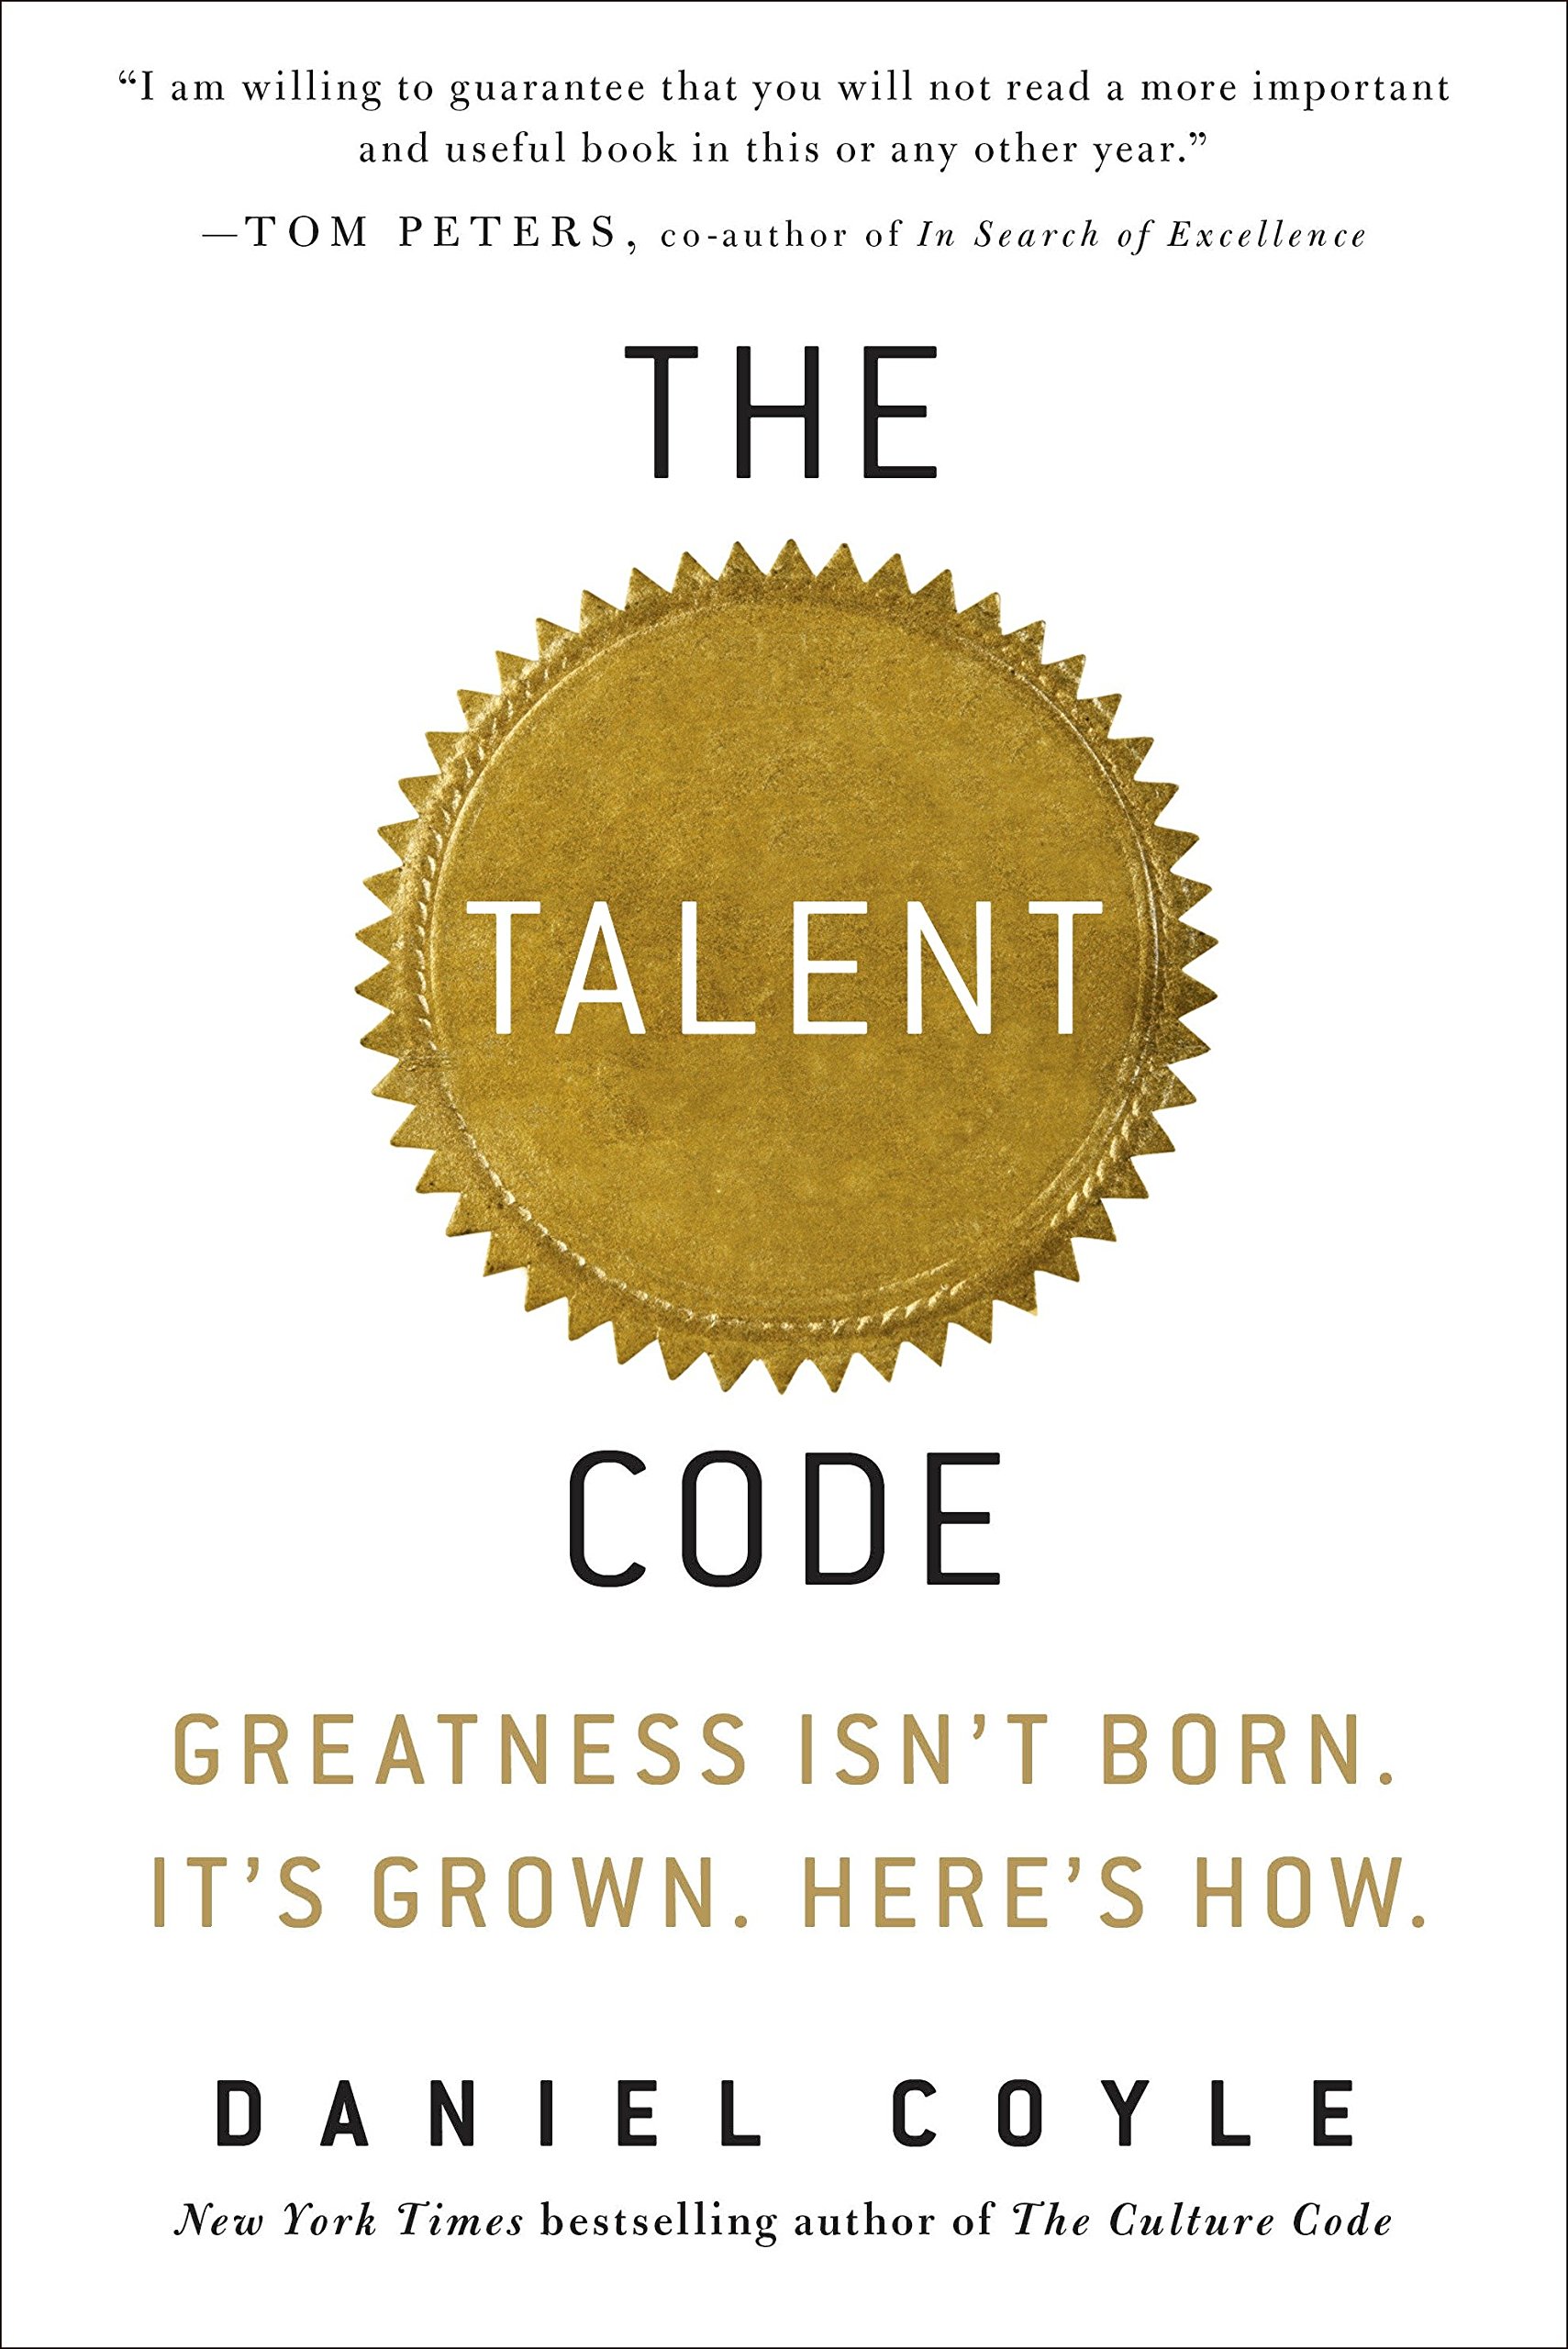 “I am willing to guarantee that you will not read a more important
and useful book in this or any other year.”
—TOM PETERS, co-author of In Search of Excellence
THE
TALENT
CODE
GREATNESS ISN’T BORN.
IT’S GROWN. HERE’S HOW.
DANIEL COYLE
New York Times bestselling author of The Culture Code